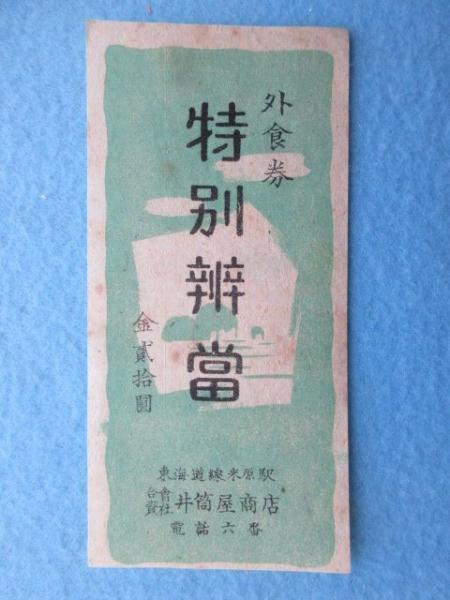 外食券
特別辨當
金貳拾圓
東海道線米原駅
合資會社 井筒屋商店
電話六番